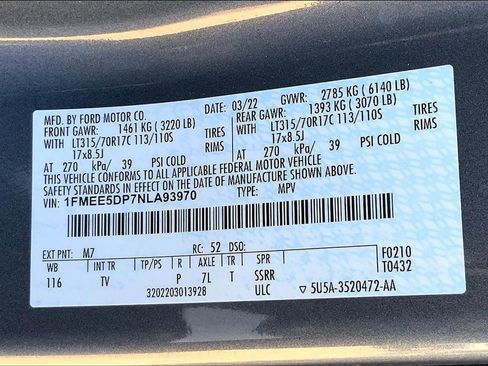 MFD. BY FORD MOTOR CO.
DATE: 03/22 GVWR: 2785 KG ( 6140 LB)
FRONT GAWR: 1461 KG ( 3220 LB) REAR GAWR: 1393 KG ( 3070 LB)
WITH LT315/70R17C 113/110S TIRES WITH LT315/70R17C 113/110S TIRES
17x8.5J RIMS 17x8.5J RIMS
AT 270 kPa/ 39 PSI COLD AT 270 kPa/ 39 PSI COLD
THIS VEHICLE CONFORMS TO ALL APPLICABLE FEDERAL MOTOR VEHICLE
SAFETY STANDARDS IN EFFECT ON THE DATE OF MANUFACTURE SHOWN ABOVE.
1FMEE5DP7NLA93970 TYPE: MPV
EXT PNT: M7 RC: 52 DSO: F0210
WB INT TR TP R AXLE TR SPR T0432
116 TV P 7L T SSRR
3202203013928 ULC ▽ 5U5A-3520472-AA